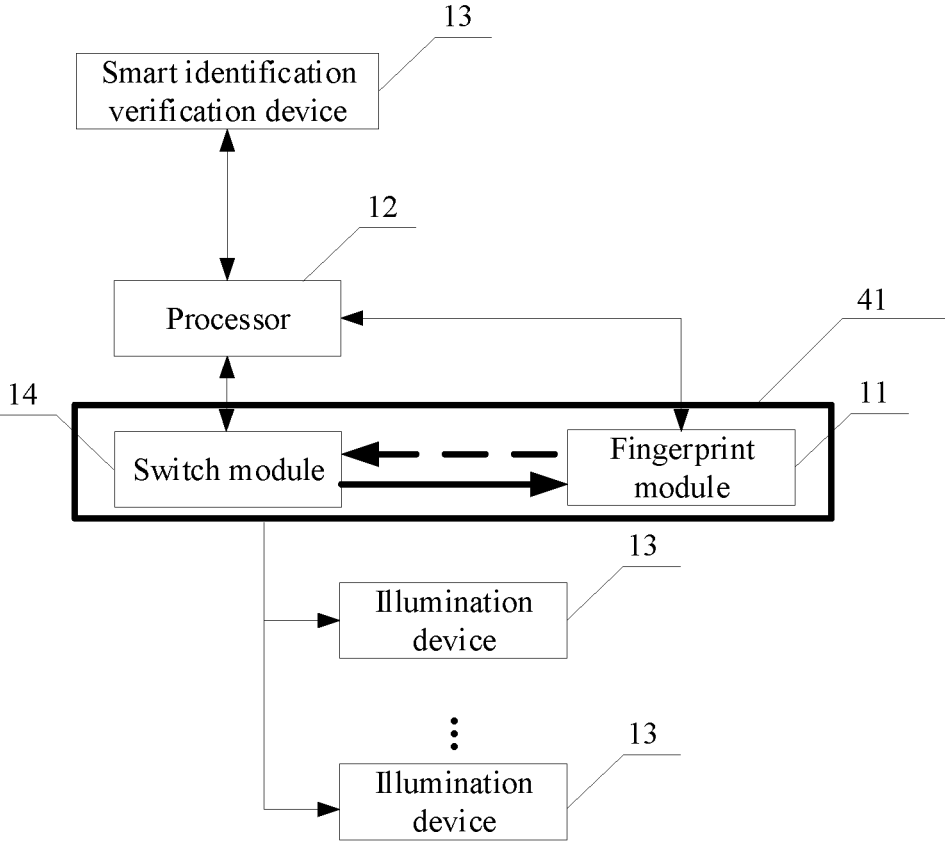 13
Smart identification
verification device
12
Processor
41
14
11
Switch module
Fingerprint
module
13
Illumination
device
13
Illumination
device